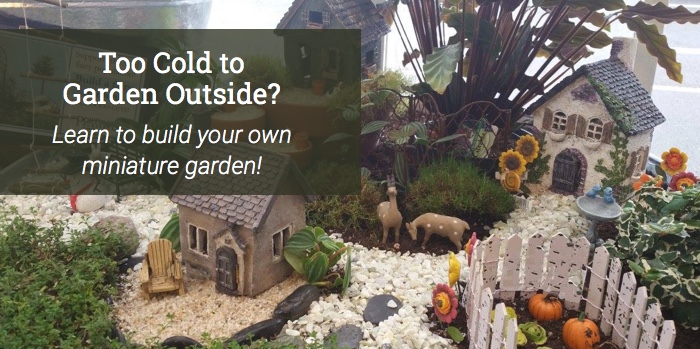 Too Cold to
Garden Outside?
Learn to build your own
miniature garden!